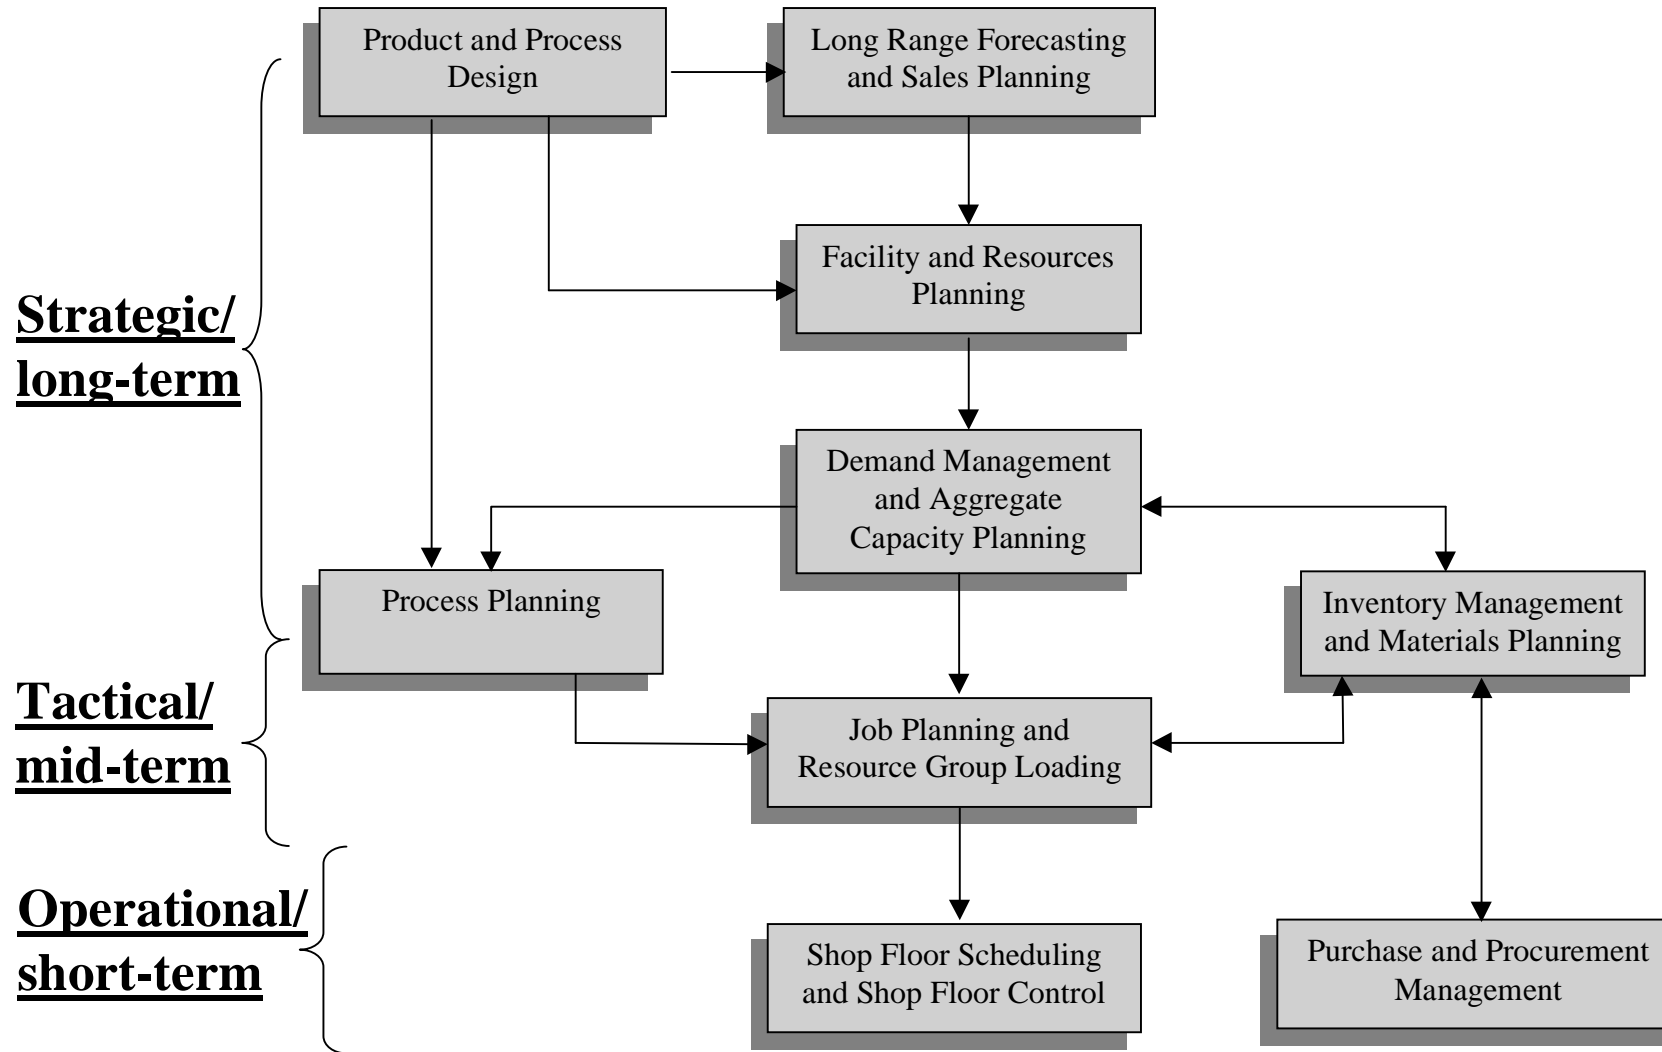 Product and Process
Design
Long Range Forecasting
and Sales Planning
Facility and Resources
Planning
Strategic/
long-term
Demand Management
and Aggregate
Capacity Planning
Process Planning
Inventory Management
and Materials Planning
Tactical/
mid-term
Job Planning and
Resource Group Loading
Operational/
short-term
Shop Floor Scheduling
and Shop Floor Control
Purchase and Procurement
Management